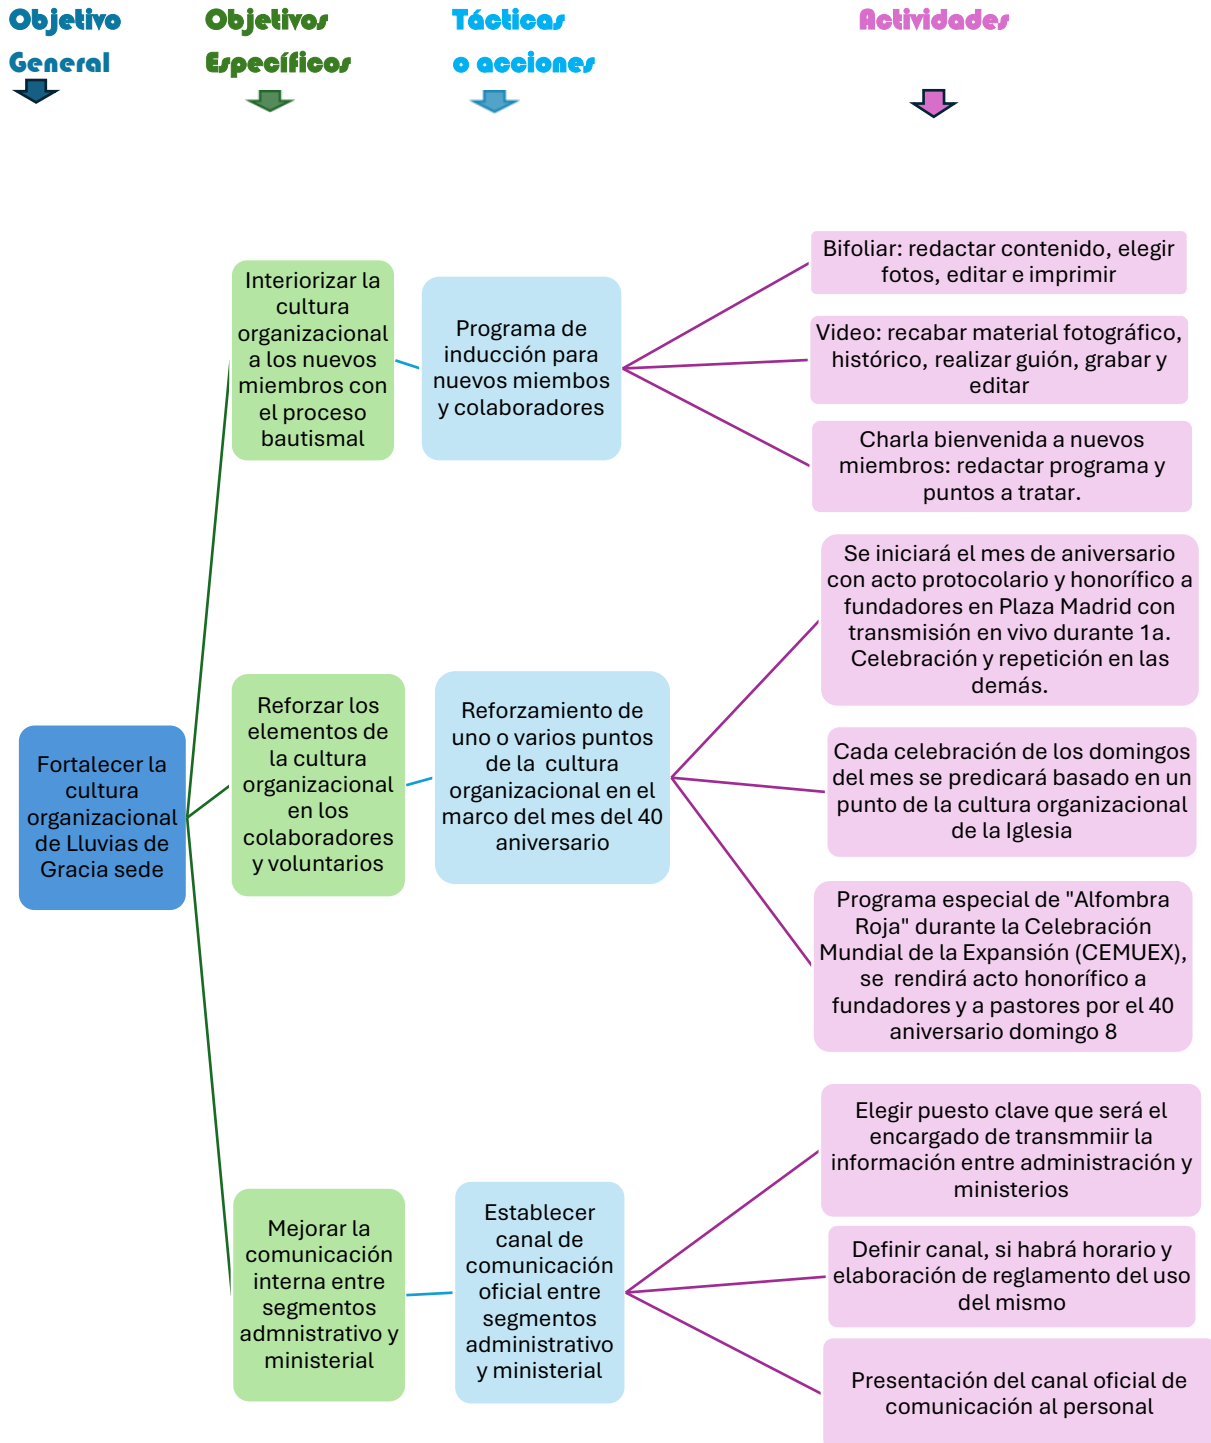 Objetivo
General
Objetivos
Específicos
Tácticas
o acciones
Actividades
Fortalecer la
cultura
organizacional
de Lluvias de
Gracia sede
Interiorizar la
cultura
organizacional
a los nuevos
miembros con
el proceso
bautismal
Programa de
inducción para
nuevos miembos
y colaboradores
Bifoliar: redactar contenido, elegir
fotos, editar e imprimir
Video: recabar material fotográfico,
histórico, realizar guión, grabar y
editar
Charla bienvenida a nuevos
miembros: redactar programa y
puntos a tratar.
Reforzar los
elementos de
la cultura
organizacional
en los
colaboradores
y voluntarios
Reforzamiento de
uno o varios puntos
de la cultura
organizacional en el
marco del mes del 40
aniversario
Se iniciará el mes de aniversario
con acto protocolario y honorífico a
fundadores en Plaza Madrid con
transmisión en vivo durante 1a.
Celebración y repetición en las
demás.
Cada celebración de los domingos
del mes se predicará basado en un
punto de la cultura organizacional
de la Iglesia
Programa especial de "Alfombra
Roja" durante la Celebración
Mundial de la Expansión (CEMUEX),
se rendirá acto honorífico a
fundadores y a pastores por el 40
aniversario domingo 8
Mejorar la
comunicación
interna entre
segmentos
admnistrativo y
ministerial
Establecer
canal de
comunicación
oficial entre
segmentos
administrativo
y ministerial
Elegir puesto clave que será el
encargado de transmmiir la
información entre administración y
ministerios
Definir canal, si habrá horario y
elaboración de reglamento del uso
del mismo
Presentación del canal oficial de
comunicación al personal